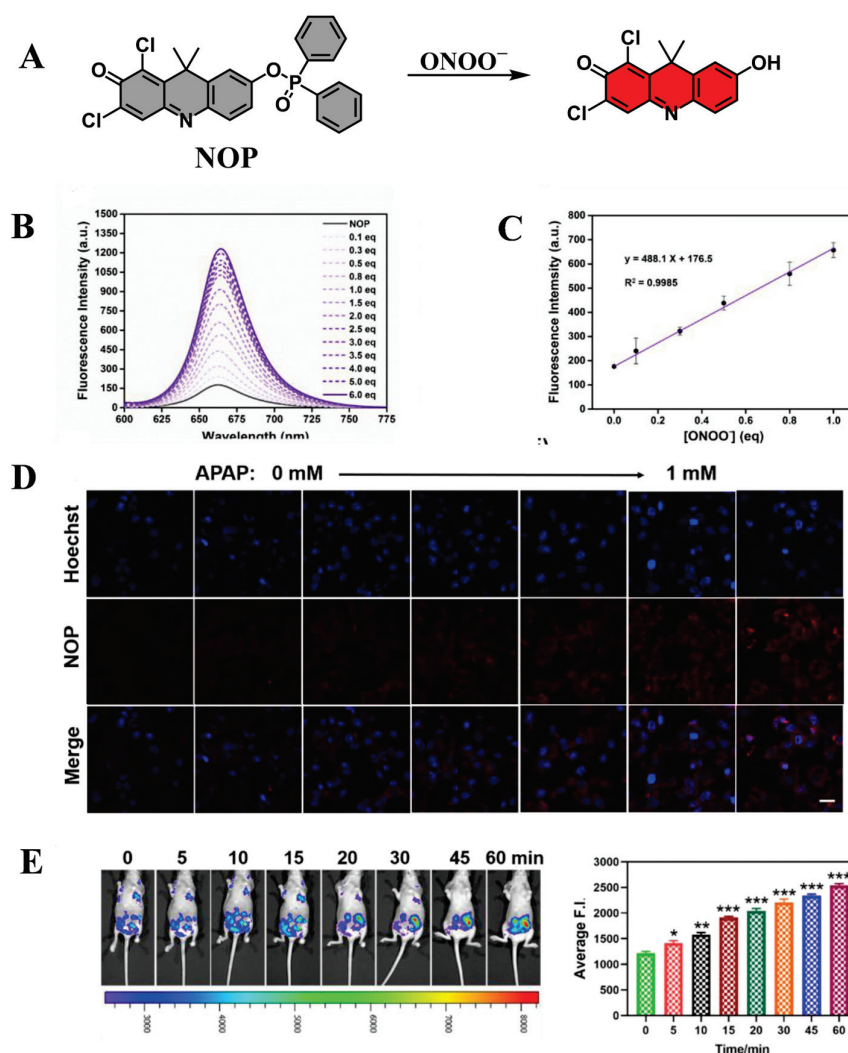 A
Cl
O
Cl
N
O
P
O
NOP
ONOO⁻
Cl
O
Cl
N
OH
B
Fluorescence Intensity (a.u.)
1500
1350
1200
1050
900
750
600
450
300
150
0
600 625 650 675 700 725 750 775
Wavelength (nm)
NOP
0.1 eq
0.3 eq
0.5 eq
0.8 eq
1.0 eq
1.5 eq
2.0 eq
2.5 eq
3.0 eq
3.5 eq
4.0 eq
5.0 eq
6.0 eq
C
Fluorescence Intensity (a.u.)
800
700
600
500
400
300
200
100
0
y = 488.1 X + 176.5
R² = 0.9985
0.0 0.2 0.4 0.6 0.8 1.0
[ONOO⁻] (eq)
D
APAP: 0 mM 1 mM
Hoechst
NOP
Merge
E
0 5 10 15 20 30 45 60 min
3000 4000 5000 6000 7000 8000
Average F.I.
3000
2500
2000
1500
1000
500
0
* ** *** *** *** *** ***
0 5 10 15 20 30 45 60
Time/min